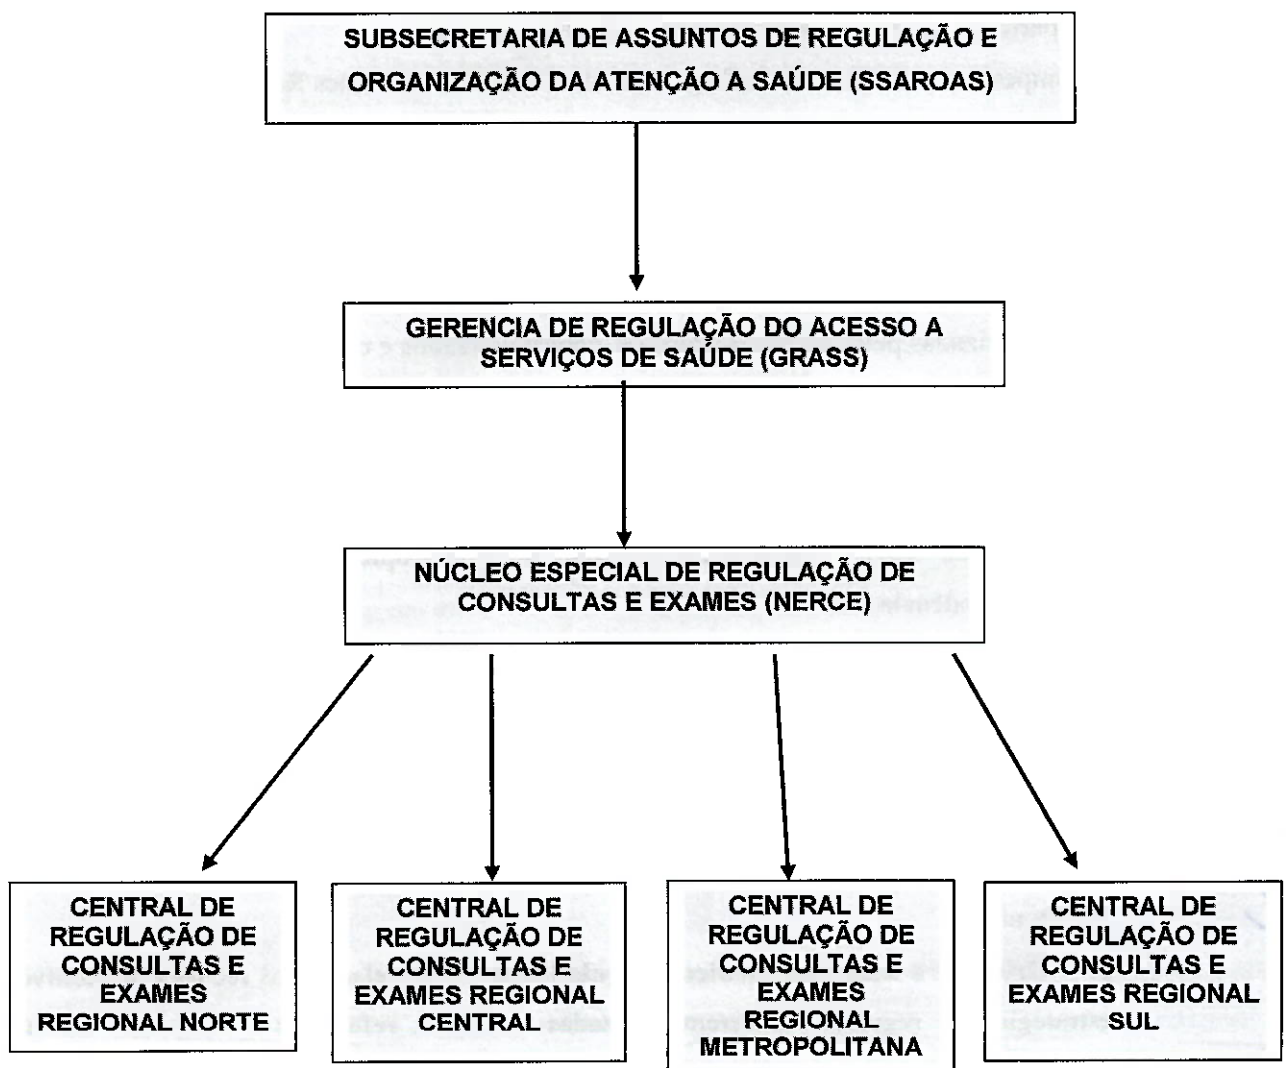 SUBSECRETARIA DE ASSUNTOS DE REGULAÇÃO E
ORGANIZAÇÃO DA ATENÇÃO A SAÚDE (SSAROAS)
GERENCIA DE REGULAÇÃO DO ACESSO A
SERVIÇOS DE SAÚDE (GRASS)
NÚCLEO ESPECIAL DE REGULAÇÃO DE
CONSULTAS E EXAMES (NERCE)
CENTRAL DE
REGULAÇÃO DE
CONSULTAS E
EXAMES
REGIONAL NORTE
CENTRAL DE
REGULAÇÃO DE
CONSULTAS E
EXAMES REGIONAL
CENTRAL
CENTRAL DE
REGULAÇÃO DE
CONSULTAS E
EXAMES
REGIONAL
METROPOLITANA
CENTRAL DE
REGULAÇÃO DE
CONSULTAS E
EXAMES REGIONAL
SUL